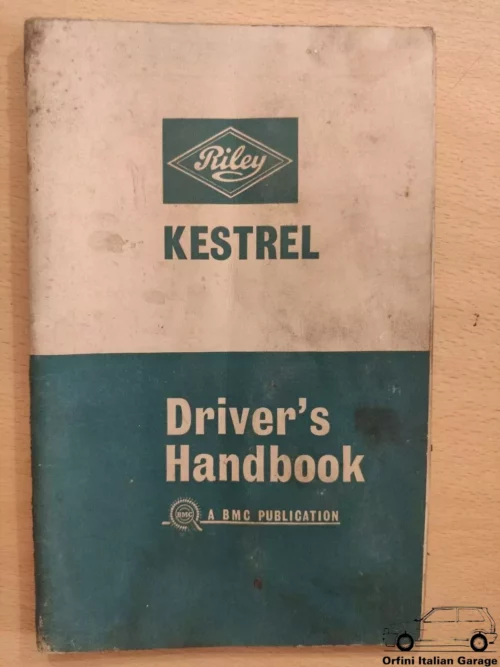 Riley
KESTREL
Driver's
Handbook
BMC
A BMC PUBLICATION
Orfini Italian Garage